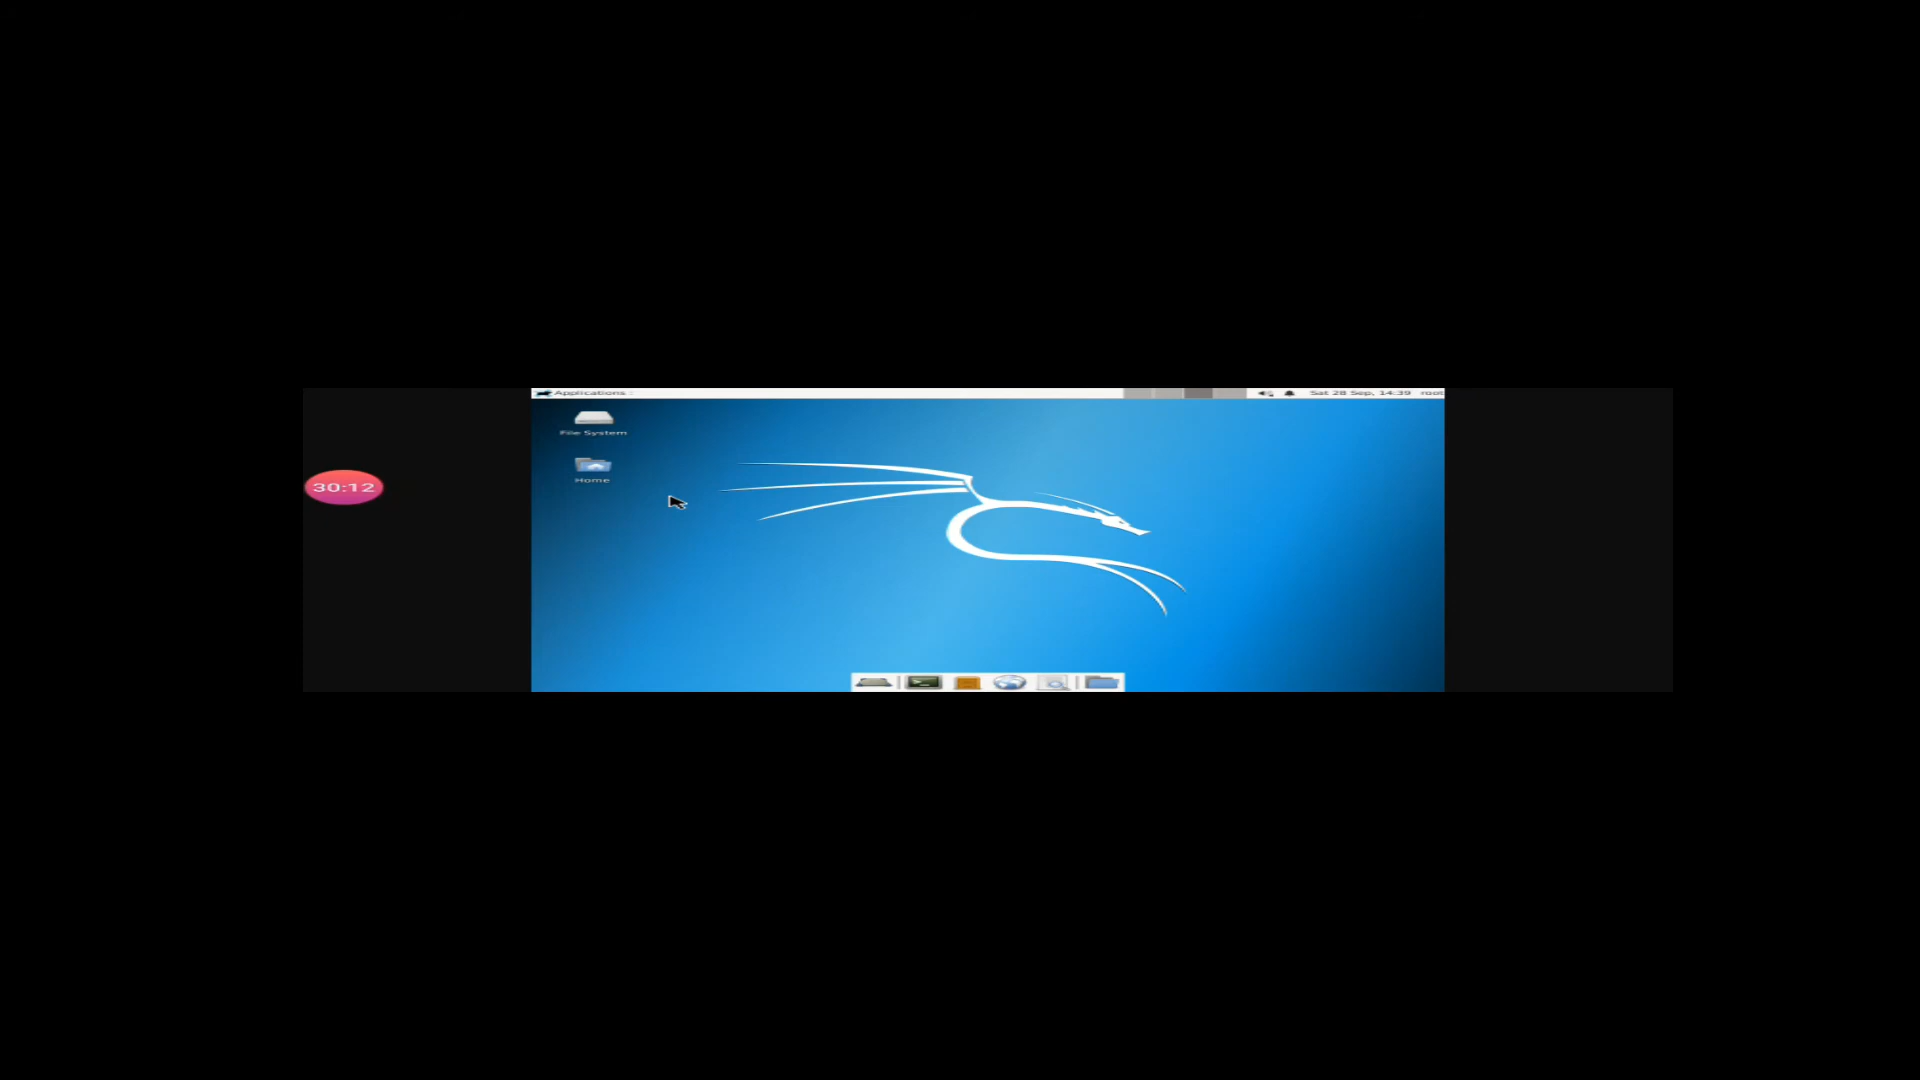 Applications :
Sat 28 Sep, 14:39 root
File System
Home
30:12